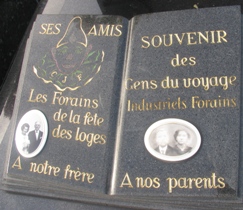 SES AMIS
Les Forains
de la fête
des loges
A notre frère
SOUVENIR
des
Gens du voyage
Industriels Forains
A nos parents